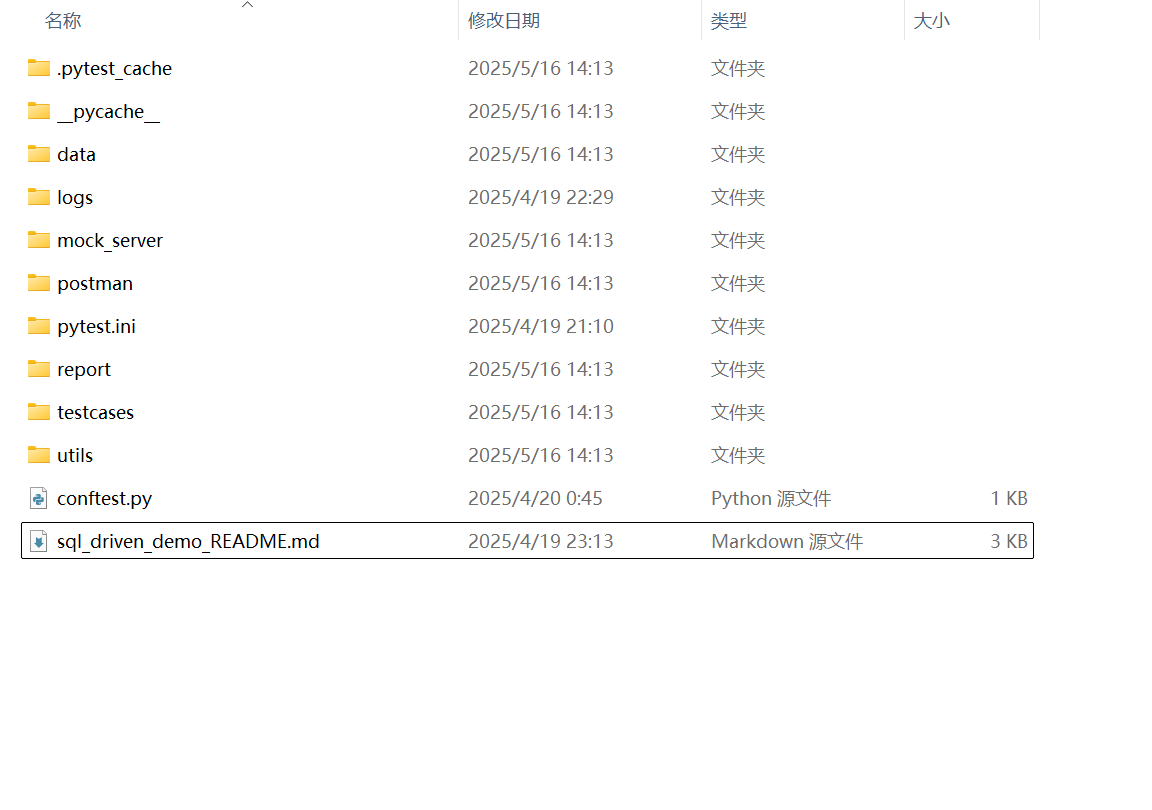 名称 修改日期 类型 大小
.pytest_cache 2025/5/16 14:13 文件夹
__pycache__ 2025/5/16 14:13 文件夹
data 2025/5/16 14:13 文件夹
logs 2025/4/19 22:29 文件夹
mock_server 2025/5/16 14:13 文件夹
postman 2025/5/16 14:13 文件夹
pytest.ini 2025/4/19 21:10 文件夹
report 2025/5/16 14:13 文件夹
testcases 2025/5/16 14:13 文件夹
utils 2025/5/16 14:13 文件夹
conftest.py 2025/4/20 0:45 Python 源文件 1 KB
sql_driven_demo_README.md 2025/4/19 23:13 Markdown 源文件 3 KB